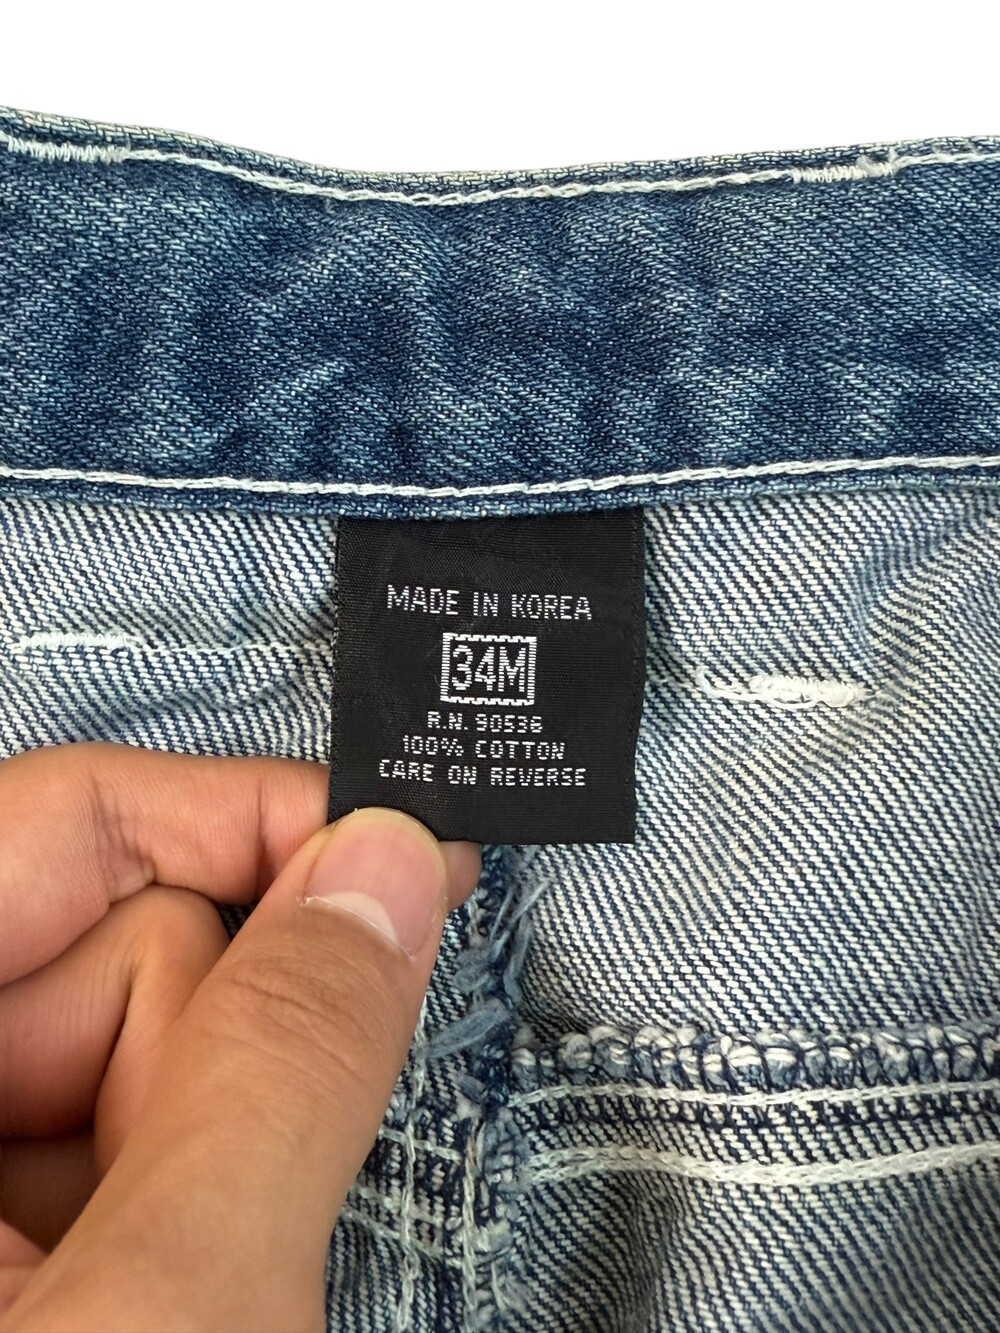 MADE IN KOREA
34M
R.N. 90536
100% COTTON
CARE ON REVERSE